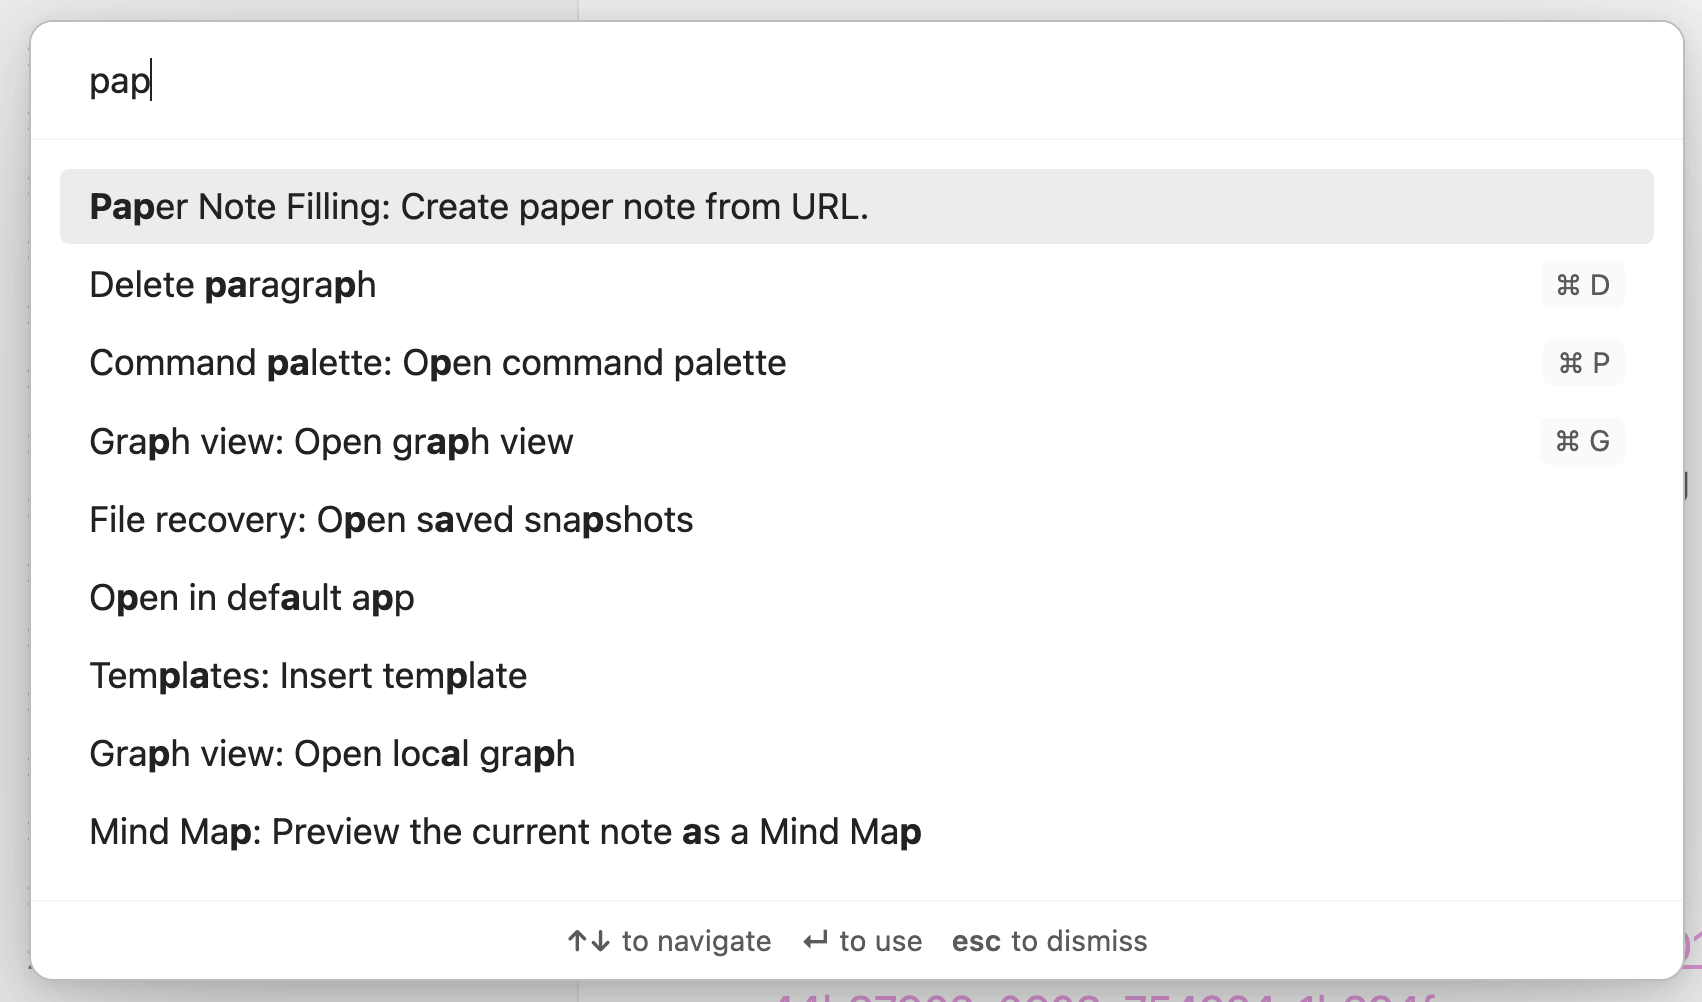 pap
Paper Note Filling: Create paper note from URL.
Delete paragraph ⌘ D
Command palette: Open command palette ⌘ P
Graph view: Open graph view ⌘ G
File recovery: Open saved snapshots
Open in default app
Templates: Insert template
Graph view: Open local graph
Mind Map: Preview the current note as a Mind Map
↑↓ to navigate ↵ to use esc to dismiss